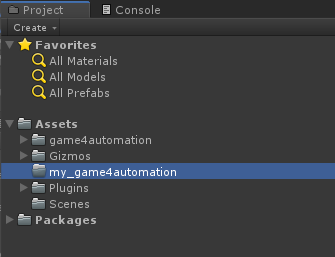 Project Console
Create
Favorites
All Materials
All Models
All Prefabs
Assets
game4automation
Gizmos
my_game4automation
Plugins
Scenes
Packages